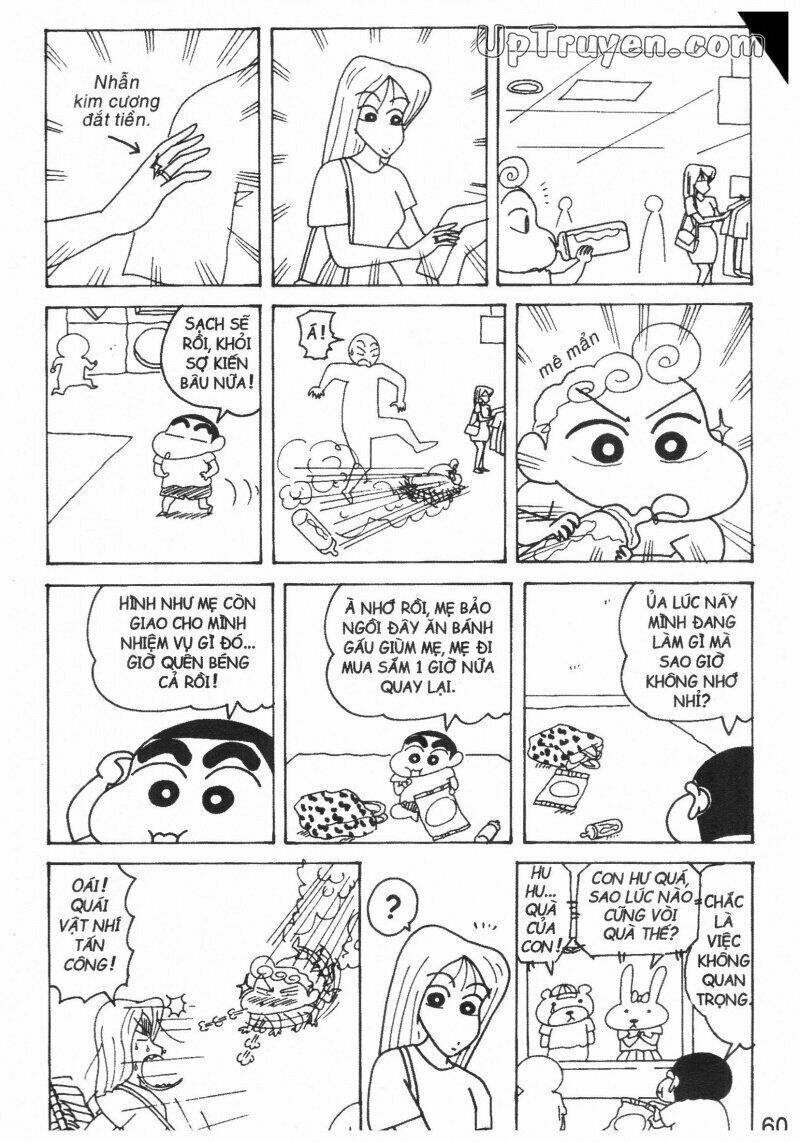 UpTruyen.com
Nhẫn
kim cương
đắt tiền.
mê mẩn
Á!
SẠCH SẼ
RỒI, KHỎI
SỢ KIẾN
BÂU NỮA!
ỦA LÚC NÃY
MÌNH ĐANG
LÀM GÌ MÀ
SAO GIỜ
KHÔNG NHỚ
NHỈ?
À NHỚ RỒI, MẸ BẢO
NGỒI ĐÂY ĂN BÁNH
GẤU GIÙM MẸ, MẸ ĐI
MUA SẮM 1 GIỜ NỮA
QUAY LẠI.
HÌNH NHƯ MẸ CÒN
GIAO CHO MÌNH
NHIỆM VỤ GÌ ĐÓ...
GIỜ QUÊN BÉNG
CẢ RỒI!
CHẮC
LÀ
VIỆC
KHÔNG
QUAN
TRỌNG.
CON HƯ QUÁ,
SAO LÚC NÀO
CŨNG VÒI
QUÀ THẾ?
HU
HU...
QUÀ
CỦA
CON!
?
OÁI!
QUÁI
VẬT NHÍ
TẤN
CÔNG!
60